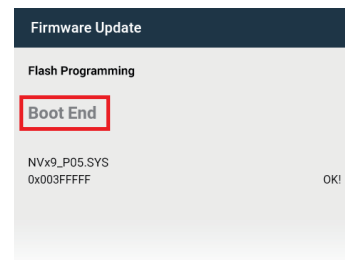 Firmware Update
Flash Programming
Boot End
NVx9_P05.SYS
0x003FFFFF OK!